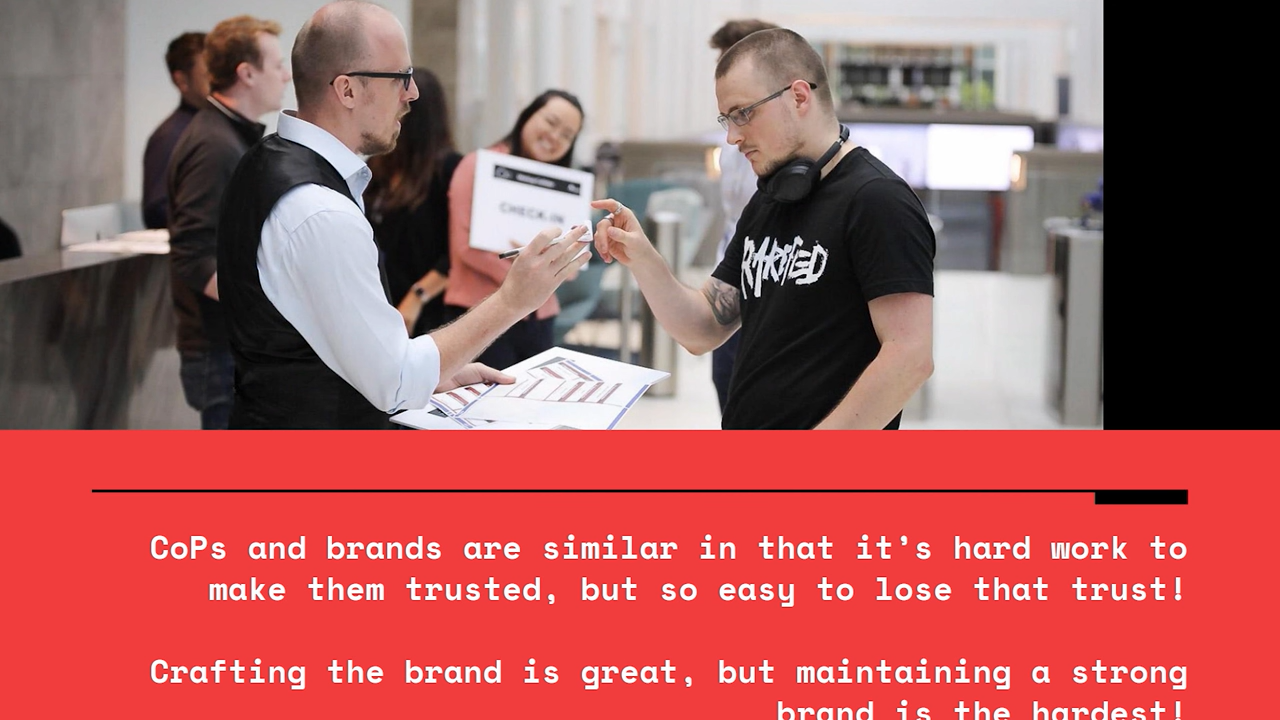 CHECK-IN
CoPs and brands are similar in that it’s hard work to
make them trusted, but so easy to lose that trust!
Crafting the brand is great, but maintaining a strong
brand is the hardest!